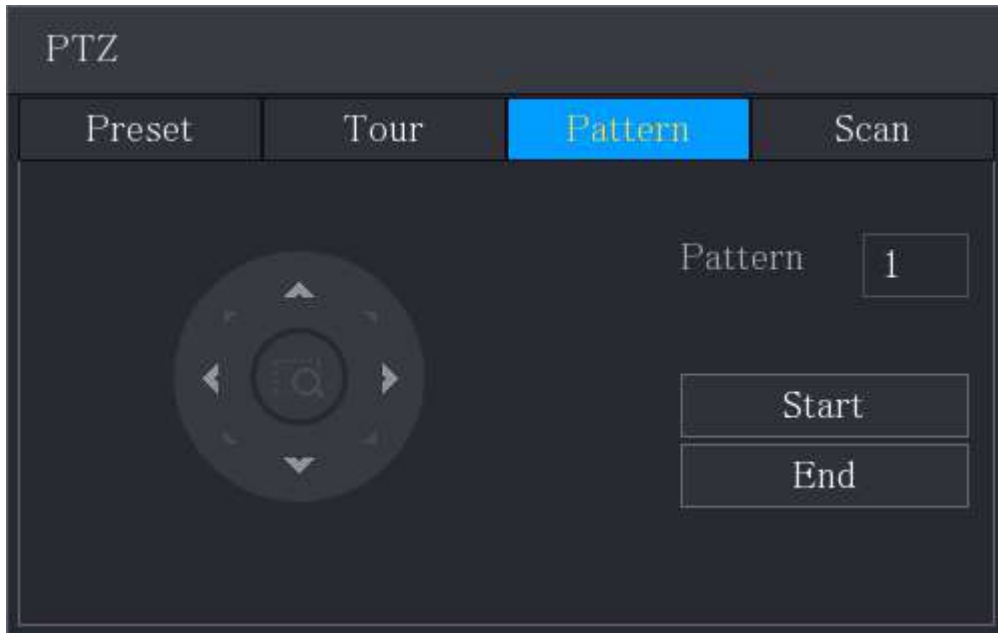 PTZ
Preset Tour Pattern Scan
Pattern 1
Start
End